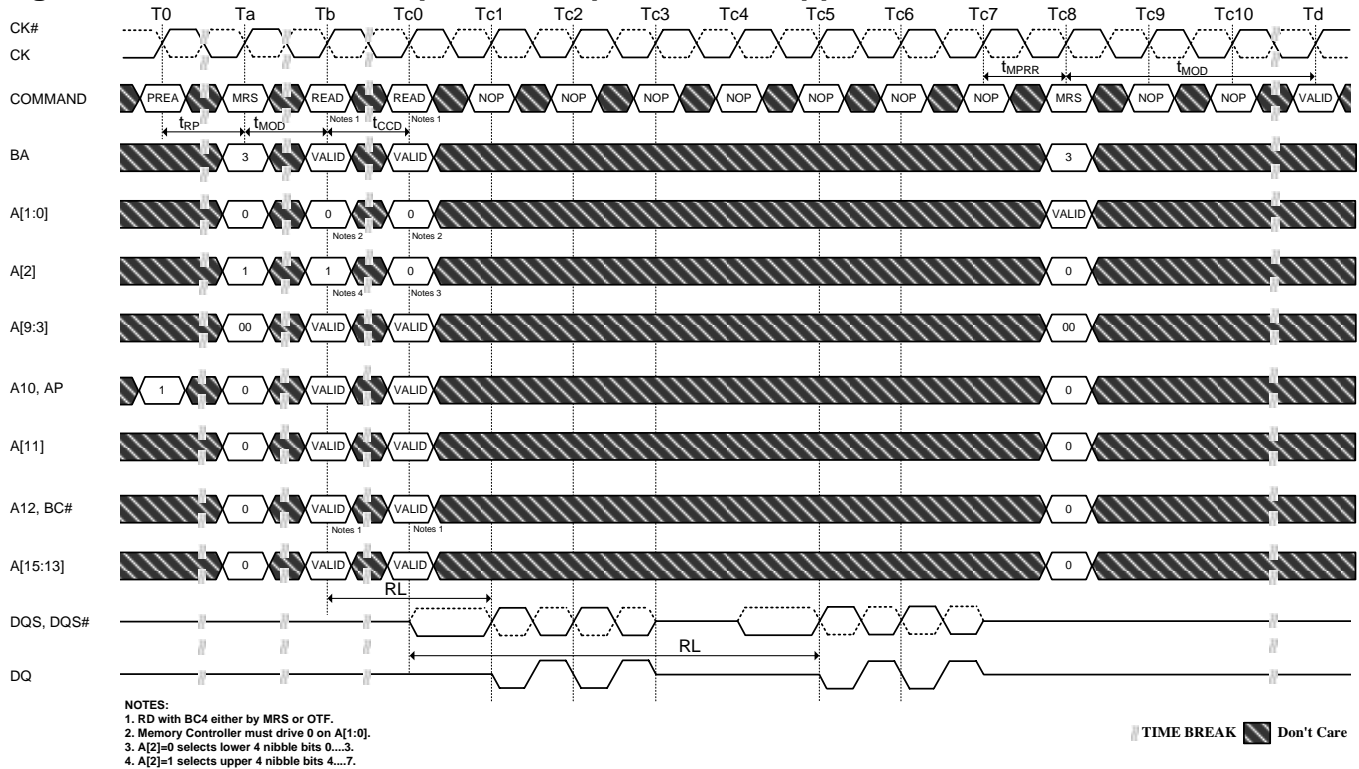 T0 Ta Tb Tc0 Tc1 Tc2 Tc3 Tc4 Tc5 Tc6 Tc7 Tc8 Tc9 Tc10 Td
CK#
CK
tMPRR tMOD
COMMAND PREA MRS READ READ NOP NOP NOP NOP NOP NOP NOP MRS NOP NOP VALID
Notes 1 Notes 1
tRP tMOD tCCD
BA 3 VALID VALID 3
A[1:0] 0 0 0 VALID
Notes 2 Notes 2
A[2] 1 1 0 0
Notes 4 Notes 3
A[9:3] 00 VALID VALID 00
A10, AP 1 0 VALID VALID 0
A[11] 0 VALID VALID 0
A12, BC# 0 VALID VALID 0
Notes 1 Notes 1
A[15:13] 0 VALID VALID 0
RL
DQS, DQS#
RL
DQ
NOTES:
1. RD with BC4 either by MRS or OTF.
2. Memory Controller must drive 0 on A[1:0].
3. A[2]=0 selects lower 4 nibble bits 0....3.
4. A[2]=1 selects upper 4 nibble bits 4....7.
TIME BREAK Don't Care